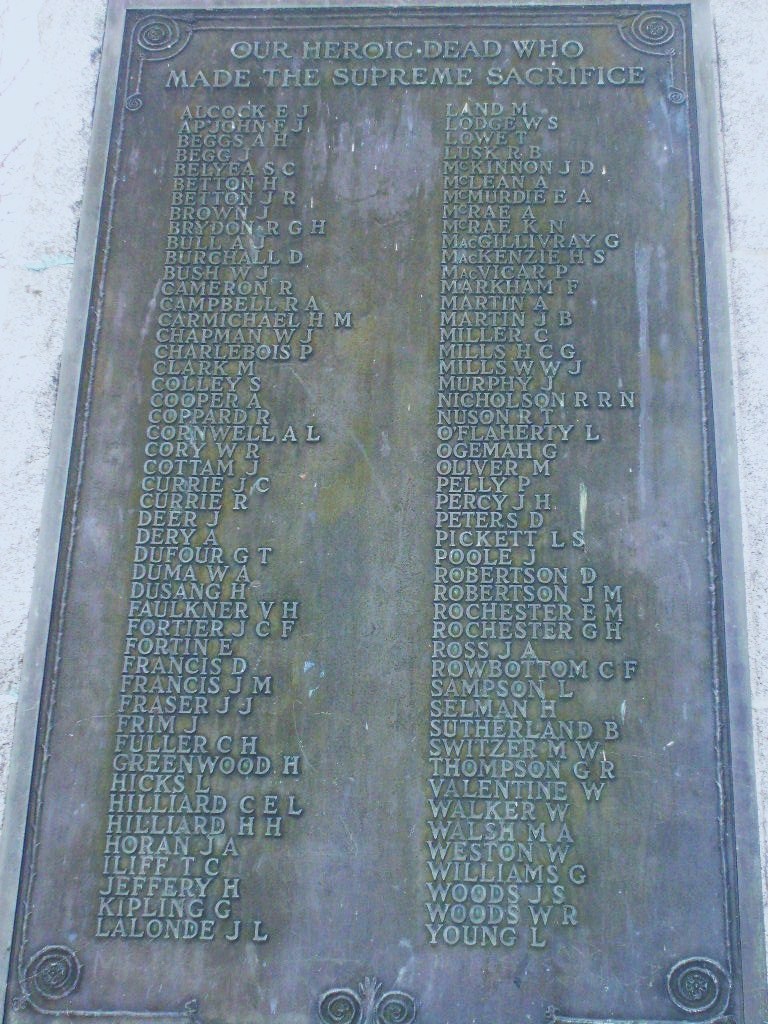 OUR HEROIC·DEAD WHO
MADE THE SUPREME SACRIFICE
ALCOCK E J
APJOHN F J
BEGGS A H
BEGG J
BELYEA S C
BETTON H
BETTON J R
BROWN J
BRYDON R G H
BULL A J
BURCHALL D
BUSH W J
CAMERON R
CAMPBELL R A
CARMICHAEL H M
CHAPMAN W J
CHARLEBOIS P
CLARK M
COLLEY S
COOPER A
COPPARD R
CORNWELL A L
CORY W R
COTTAM J
CURRIE J C
CURRIE R
DEER J
DERY A
DUFOUR G T
DUMA W A
DUSANG H
FAULKNER V H
FORTIER J C F
FORTIN E
FRANCIS D
FRANCIS J M
FRASER J J
FRIM J
FULLER C H
GREENWOOD H
HICKS L
HILLIARD C E L
HILLIARD H H
HORAN J A
ILIFF T C
JEFFERY H
KIPLING G
LALONDE J L
LAND M
LODGE W S
LOWE T
LUSK R B
McKINNON J D
McLEAN A
McMURDIE E A
McRAE A
McRAE K N
MacGILLIVRAY G
MacKENZIE H S
MacVICAR P
MARKHAM F
MARTIN A
MARTIN J B
MILLER C
MILLS H C G
MILLS W W J
MURPHY J
NICHOLSON R R N
NUSON R T
O'FLAHERTY L
OGEMAH G
OLIVER M
PELLY P
PERCY J H
PETERS D
PICKETT L S
POOLE J
ROBERTSON D
ROBERTSON J M
ROCHESTER E M
ROCHESTER G H
ROSS J A
ROWBOTTOM C F
SAMPSON L
SELMAN H
SUTHERLAND B
SWITZER M W
THOMPSON G R
VALENTINE W
WALKER W
WALSH M A
WESTON W
WILLIAMS G
WOODS J S
WOODS W R
YOUNG L